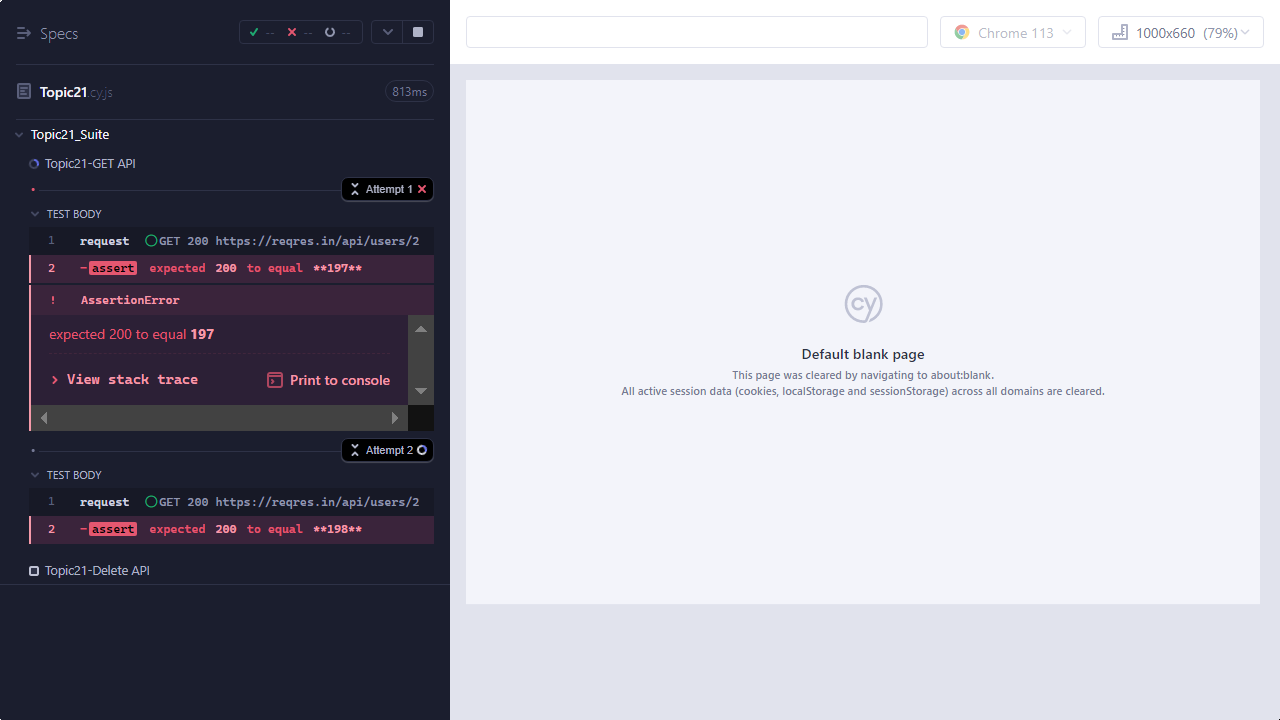 Specs
-- -- --
Topic21.cy.js 813ms
Topic21_Suite
Topic21-GET API
Attempt 1
TEST BODY
1 request GET 200 https://reqres.in/api/users/2
2 -assert expected 200 to equal **197**
! AssertionError
expected 200 to equal 197
View stack trace Print to console
Attempt 2
TEST BODY
1 request GET 200 https://reqres.in/api/users/2
2 -assert expected 200 to equal **198**
Topic21-Delete API
Chrome 113
1000x660 (79%)
cy
Default blank page
This page was cleared by navigating to about:blank.
All active session data (cookies, localStorage and sessionStorage) across all domains are cleared.